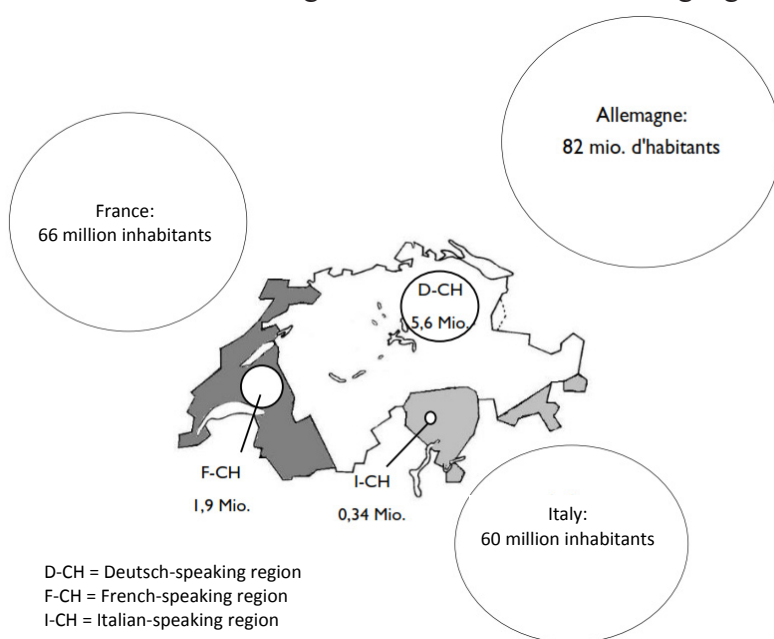 Allemagne:
82 mio. d'habitants
France:
66 million inhabitants
D-CH
5,6 Mio.
F-CH
1,9 Mio.
I-CH
0,34 Mio.
Italy:
60 million inhabitants
D-CH = Deutsch-speaking region
F-CH = French-speaking region
I-CH = Italian-speaking region